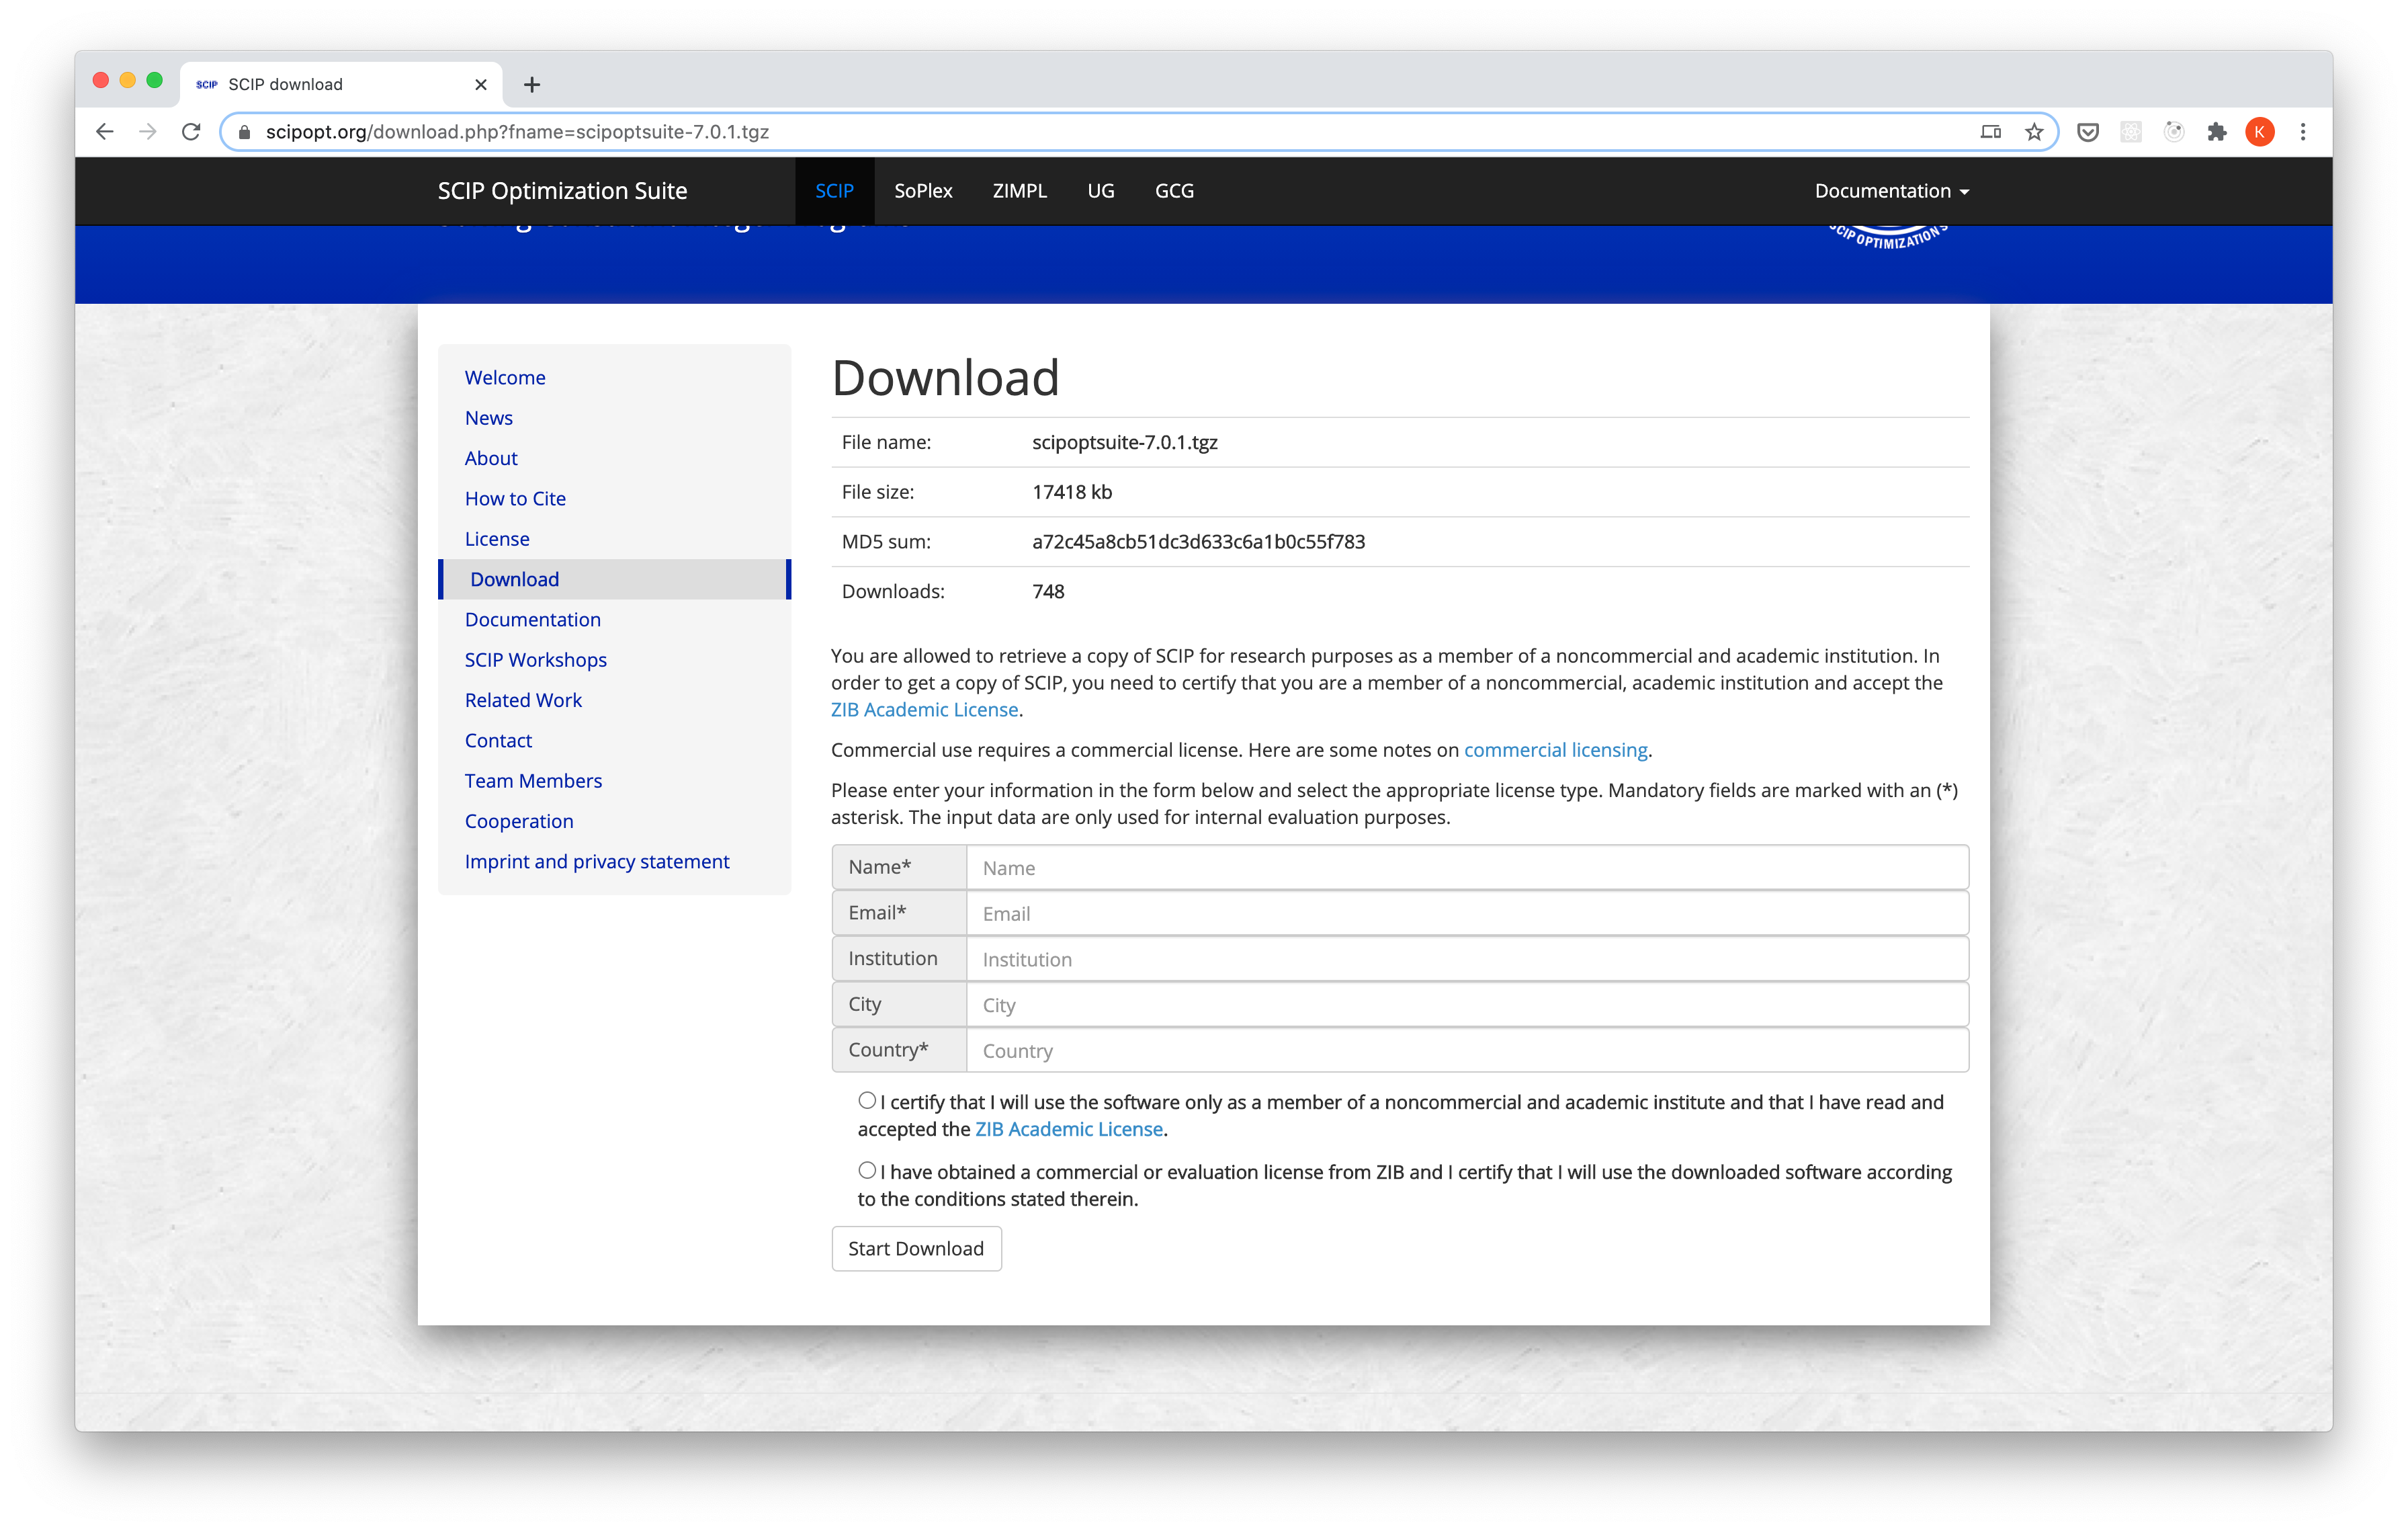 SCIP SCIP download
scipopt.org/download.php?fname=scipoptsuite-7.0.1.tgz
K
SCIP Optimization Suite
SCIP
SoPlex
ZIMPL
UG
GCG
Documentation
SCIP OPTIMIZATION S
Welcome
News
About
How to Cite
License
Download
Documentation
SCIP Workshops
Related Work
Contact
Team Members
Cooperation
Imprint and privacy statement
Download
File name: scipoptsuite-7.0.1.tgz
File size: 17418 kb
MD5 sum: a72c45a8cb51dc3d633c6a1b0c55f783
Downloads: 748
You are allowed to retrieve a copy of SCIP for research purposes as a member of a noncommercial and academic institution. In
order to get a copy of SCIP, you need to certify that you are a member of a noncommercial, academic institution and accept the
ZIB Academic License.
Commercial use requires a commercial license. Here are some notes on commercial licensing.
Please enter your information in the form below and select the appropriate license type. Mandatory fields are marked with an (*)
asterisk. The input data are only used for internal evaluation purposes.
Name* Name
Email* Email
Institution Institution
City City
Country* Country
I certify that I will use the software only as a member of a noncommercial and academic institute and that I have read and
accepted the ZIB Academic License.
I have obtained a commercial or evaluation license from ZIB and I certify that I will use the downloaded software according
to the conditions stated therein.
Start Download